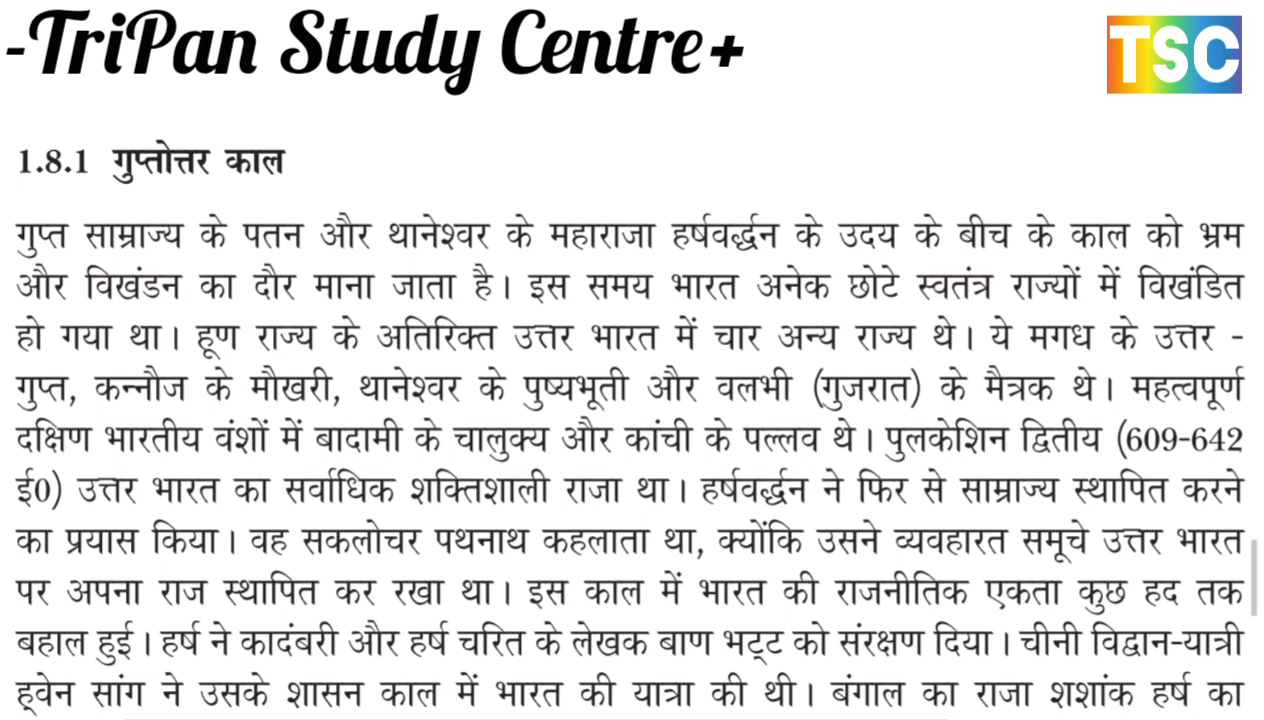 -TriPan Study Centre+
TSC
1.8.1 गुप्तोत्तर काल
गुप्त साम्राज्य के पतन और थानेश्वर के महाराजा हर्षवर्द्धन के उदय के बीच के काल को भ्रम
और विखंडन का दौर माना जाता है। इस समय भारत अनेक छोटे स्वतंत्र राज्यों में विखंडित
हो गया था। हूण राज्य के अतिरिक्त उत्तर भारत में चार अन्य राज्य थे। ये मगध के उत्तर -
गुप्त, कन्नौज के मौखरी, थानेश्वर के पुष्यभूती और वलभी (गुजरात) के मैत्रक थे। महत्वपूर्ण
दक्षिण भारतीय वंशों में बादामी के चालुक्य और कांची के पल्लव थे। पुलकेशिन द्वितीय (609-642
ई0) उत्तर भारत का सर्वाधिक शक्तिशाली राजा था। हर्षवर्द्धन ने फिर से साम्राज्य स्थापित करने
का प्रयास किया। वह सकलोचर पथनाथ कहलाता था, क्योंकि उसने व्यवहारत समूचे उत्तर भारत
पर अपना राज स्थापित कर रखा था। इस काल में भारत की राजनीतिक एकता कुछ हद तक
बहाल हुई। हर्ष ने कादंबरी और हर्ष चरित के लेखक बाण भट्ट को संरक्षण दिया। चीनी विद्वान-यात्री
ह्वेन सांग ने उसके शासन काल में भारत की यात्रा की थी। बंगाल का राजा शशांक हर्ष का